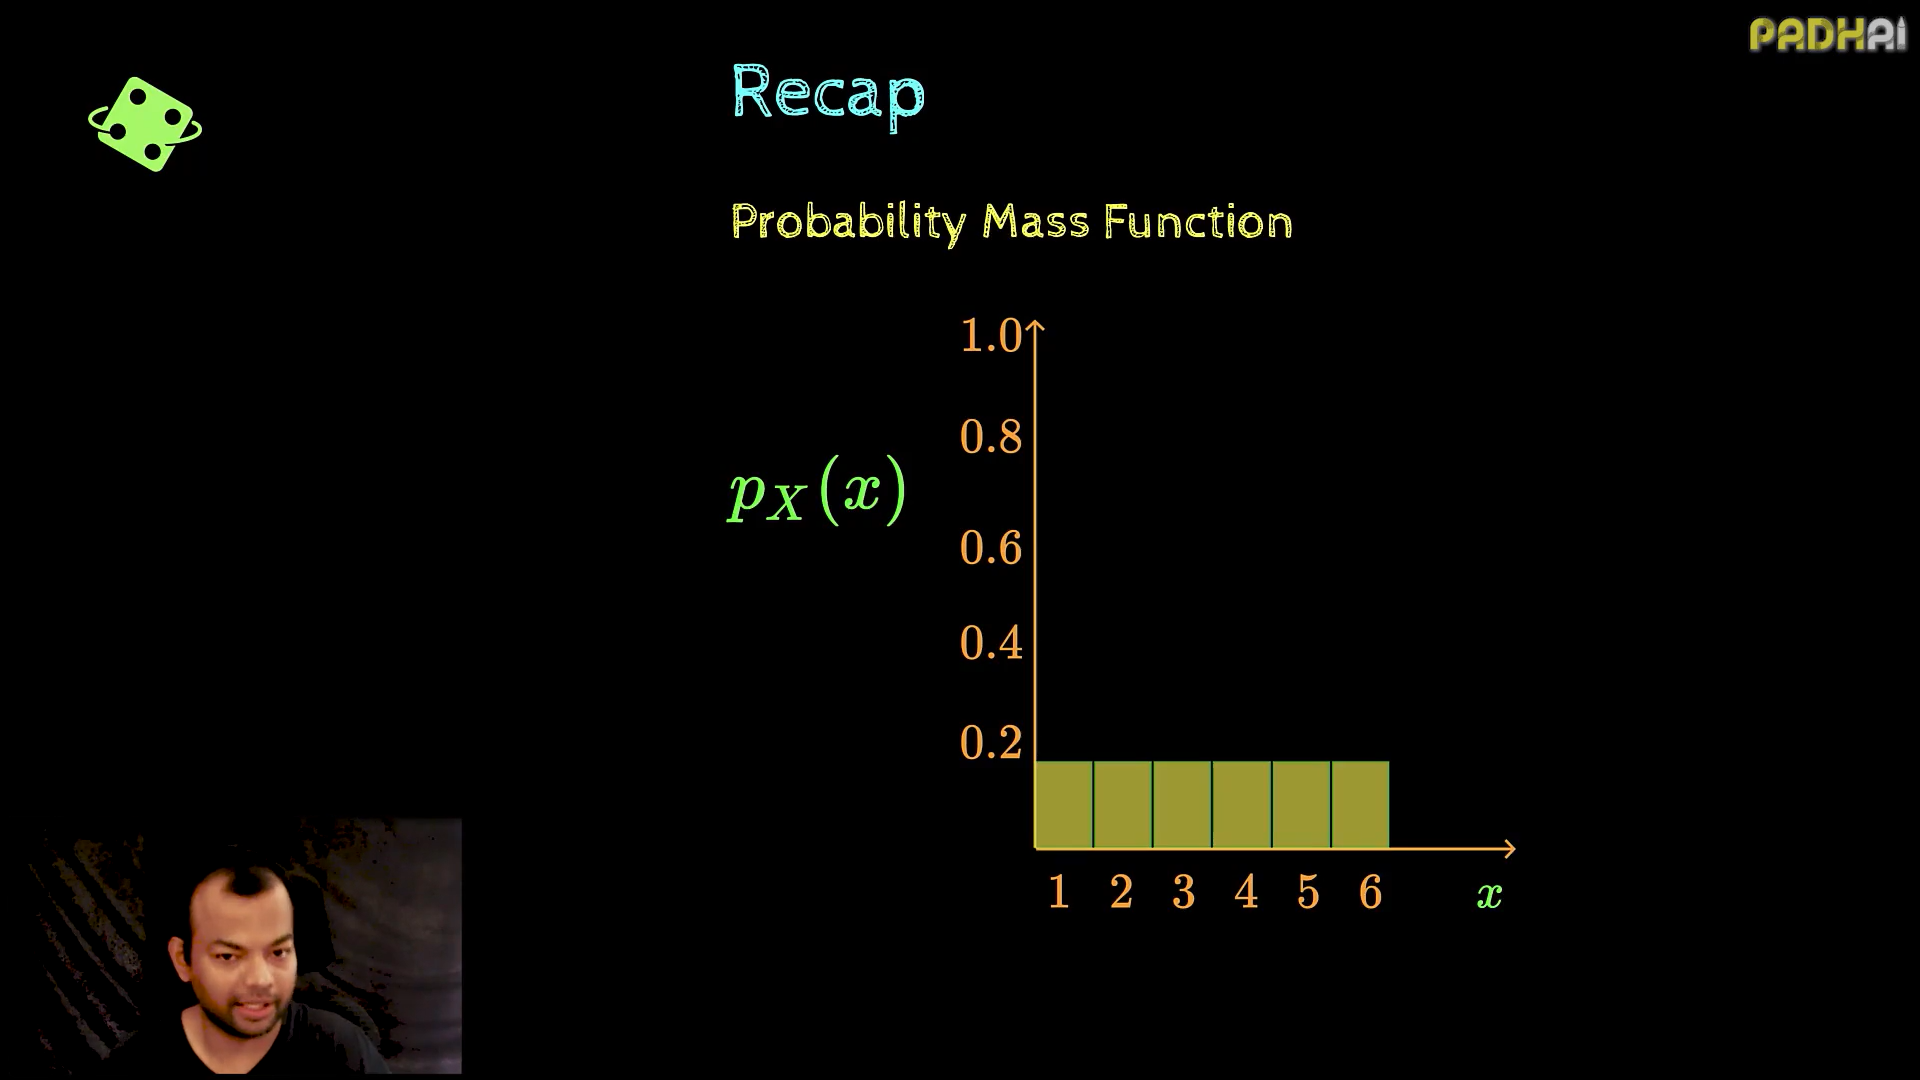 PADHAI
Recap
Probability Mass Function
1.0
0.8
p_X(x)
0.6
0.4
0.2
1 2 3 4 5 6 x